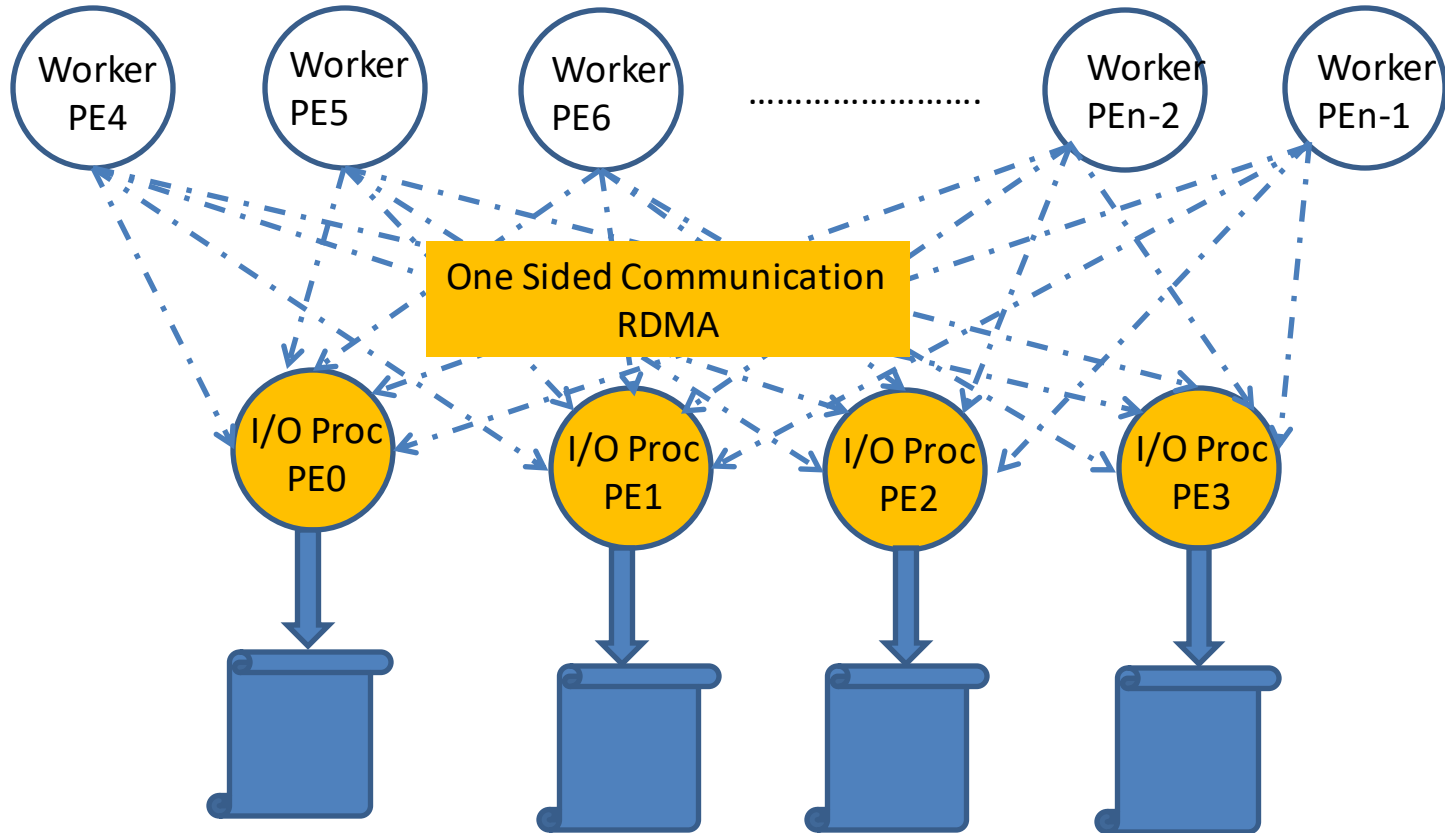 Worker
PE4
Worker
PE5
Worker
PE6
……………………….
Worker
PEn-2
Worker
PEn-1
One Sided Communication
RDMA
I/O Proc
PE0
I/O Proc
PE1
I/O Proc
PE2
I/O Proc
PE3